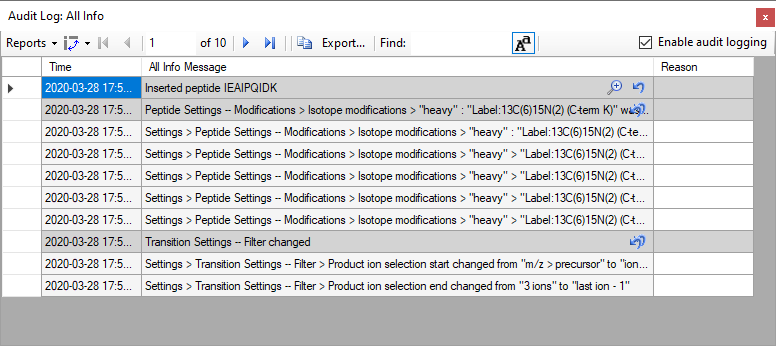 Audit Log: All Info
Reports 1 of 10 Export... Find: Aa Enable audit logging
Time All Info Message Reason
2020-03-28 17:5... Inserted peptide IEAIPQIDK
2020-03-28 17:5... Peptide Settings -- Modifications > Isotope modifications > "heavy" : "Label:13C(6)15N(2) (C-term K)" was...
2020-03-28 17:5... Settings > Peptide Settings -- Modifications > Isotope modifications > "heavy" : "Label:13C(6)15N(2) (C-t...
2020-03-28 17:5... Settings > Peptide Settings -- Modifications > Isotope modifications > "heavy" > "Label:13C(6)15N(2) (C-t...
2020-03-28 17:5... Settings > Peptide Settings -- Modifications > Isotope modifications > "heavy" > "Label:13C(6)15N(2) (C-t...
2020-03-28 17:5... Settings > Peptide Settings -- Modifications > Isotope modifications > "heavy" > "Label:13C(6)15N(2) (C-t...
2020-03-28 17:5... Settings > Peptide Settings -- Modifications > Isotope modifications > "heavy" > "Label:13C(6)15N(2) (C-t...
2020-03-28 17:5... Transition Settings -- Filter changed
2020-03-28 17:5... Settings > Transition Settings -- Filter > Product ion selection start changed from "m/z > precursor" to "ion...
2020-03-28 17:5... Settings > Transition Settings -- Filter > Product ion selection end changed from "3 ions" to "last ion - 1"